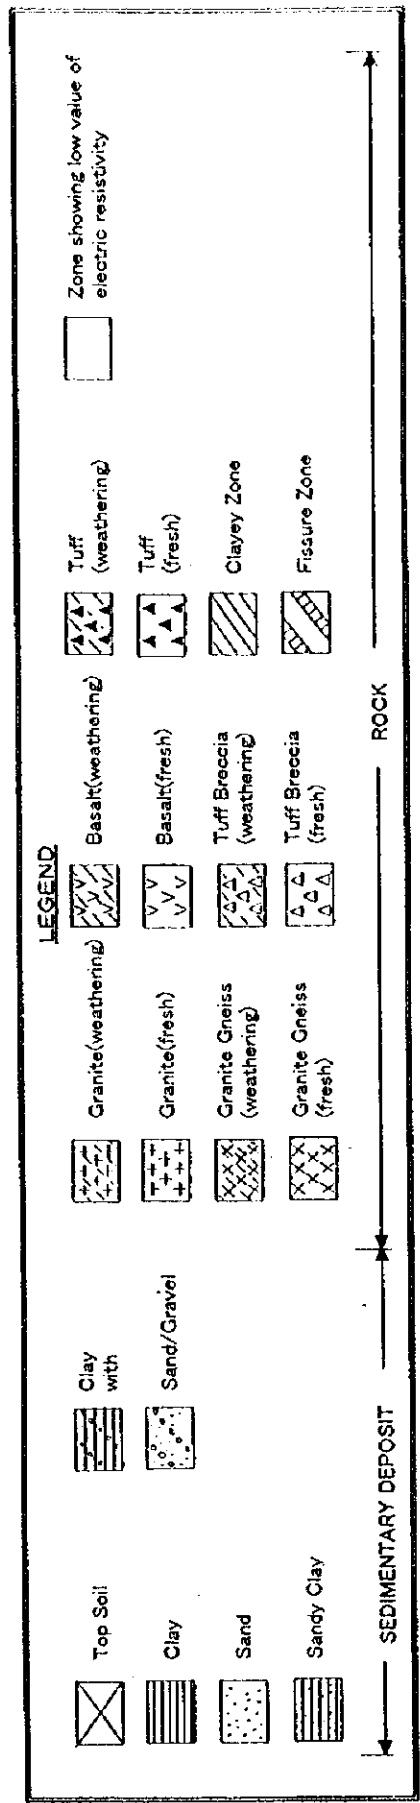 LEGEND
Top Soil
Clay
Sand
Sandy Clay
Clay
with
Sand/Gravel
Granite(weathering)
Granite(fresh)
Granite Gneiss
(weathering)
Granite Gneiss
(fresh)
Basalt(weathering)
Basalt(fresh)
Tuff Breccia
(weathering)
Tuff Breccia
(fresh)
Tuff
(weathering)
Tuff
(fresh)
Clayey Zone
Fissure Zone
Zone showing low value of
electric resistivity
SEDIMENTARY DEPOSIT
ROCK